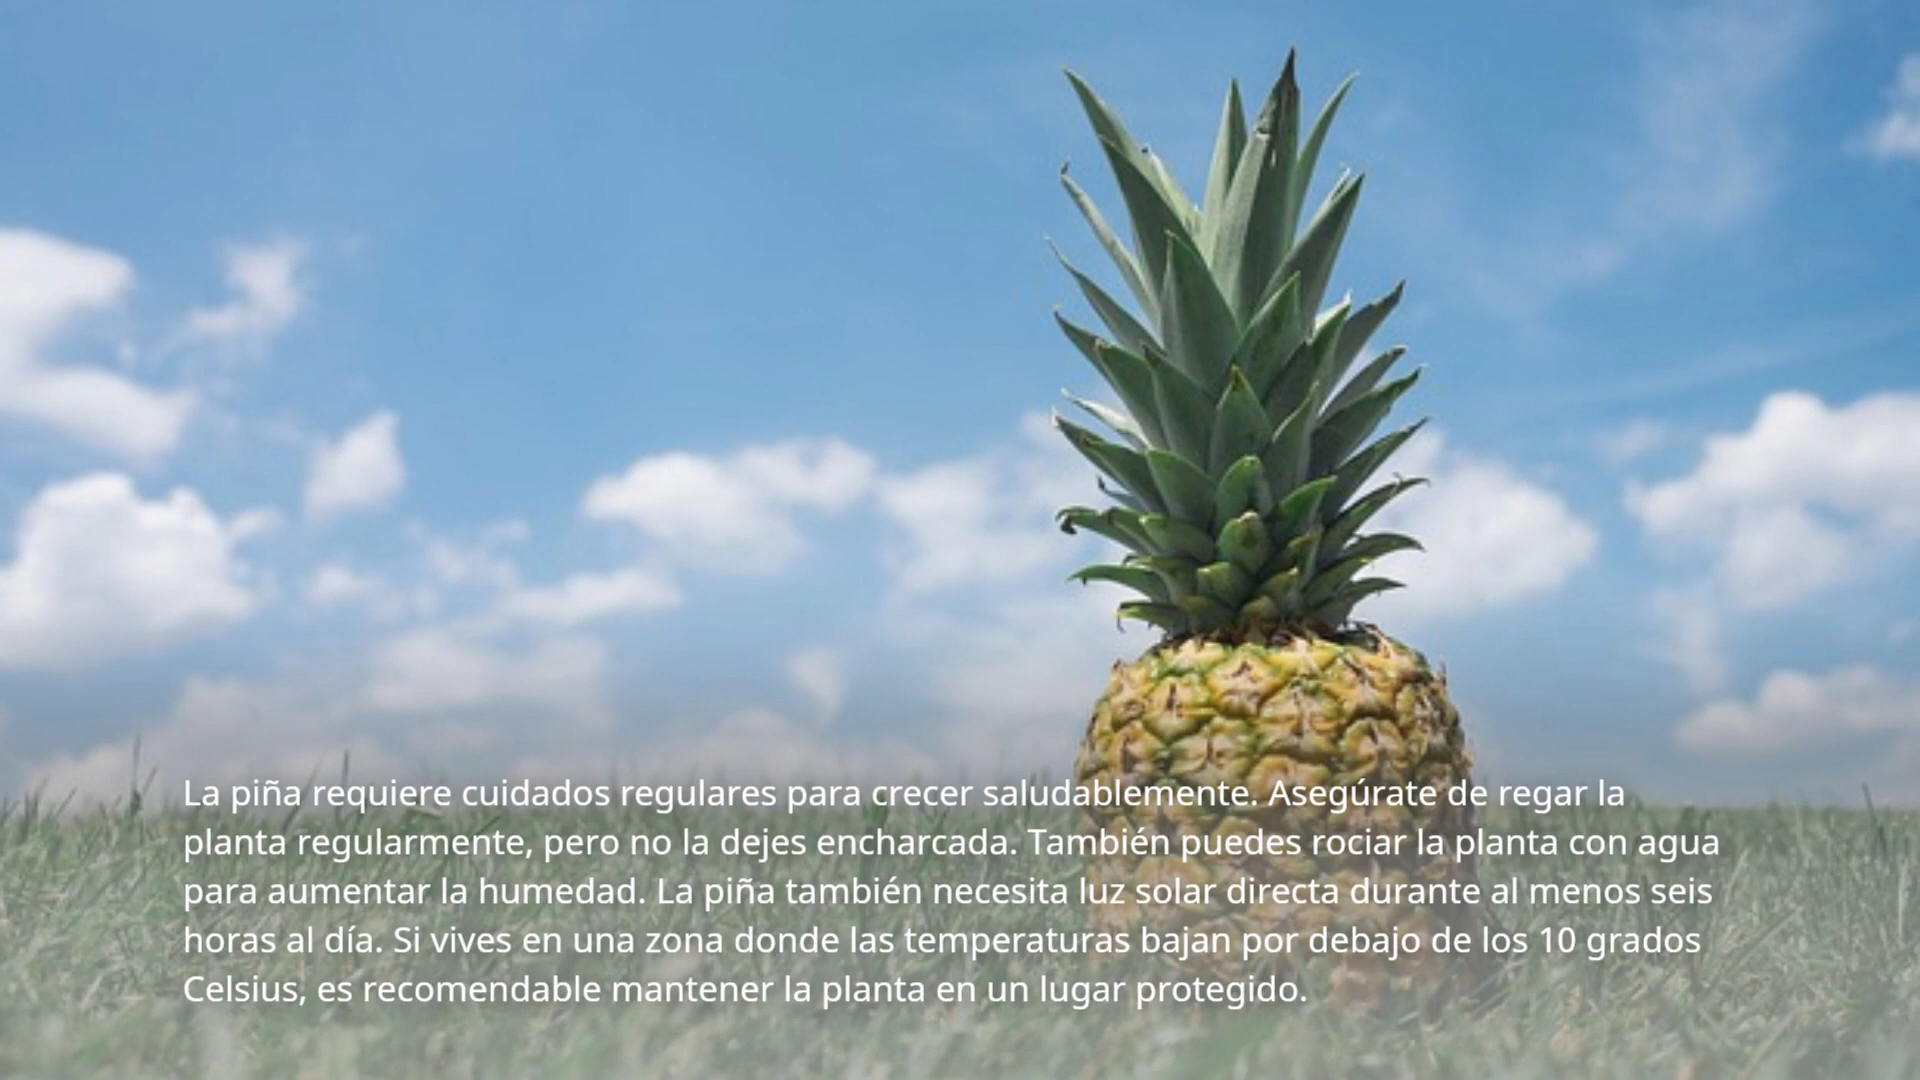 La piña requiere cuidados regulares para crecer saludablemente. Asegúrate de regar la
planta regularmente, pero no la dejes encharcada. También puedes rociar la planta con agua
para aumentar la humedad. La piña también necesita luz solar directa durante al menos seis
horas al día. Si vives en una zona donde las temperaturas bajan por debajo de los 10 grados
Celsius, es recomendable mantener la planta en un lugar protegido.